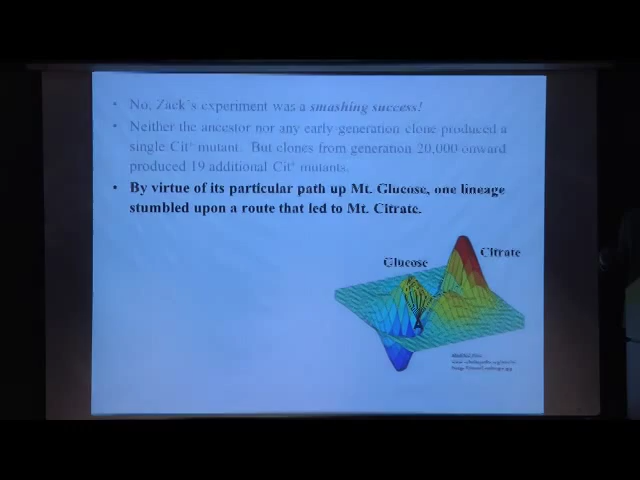 • No, Zack's experiment was a smashing success!
• Neither the ancestor nor any early generation clone produced a
single Cit+ mutant. But clones from generation 20,000 onward
produced 19 additional Cit+ mutants.
• By virtue of its particular path up Mt. Glucose, one lineage
stumbled upon a route that led to Mt. Citrate.
Citrate
Glucose